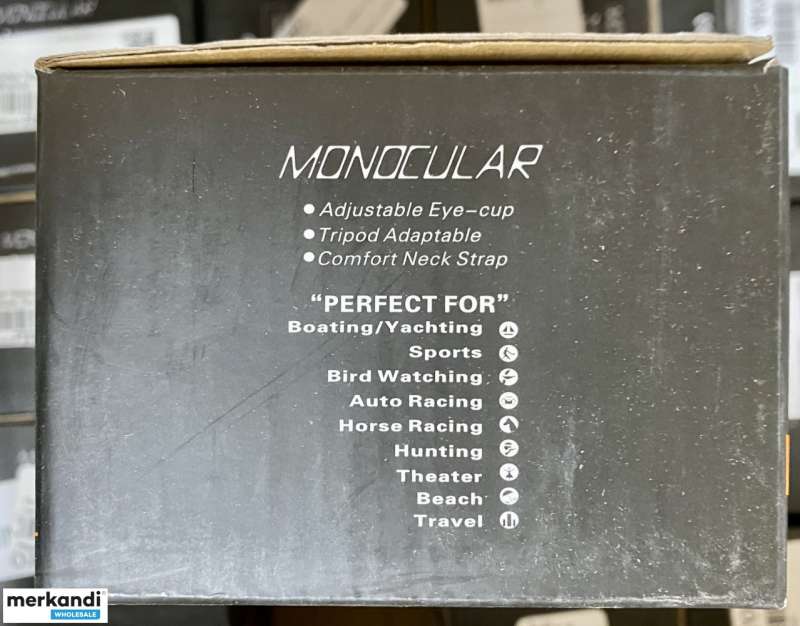 MONOCULAR
● Adjustable Eye-cup
● Tripod Adaptable
● Comfort Neck Strap
“PERFECT FOR”
Boating/Yachting
Sports
Bird Watching
Auto Racing
Horse Racing
Hunting
Theater
Beach
Travel
merkandi
WHOLESALE